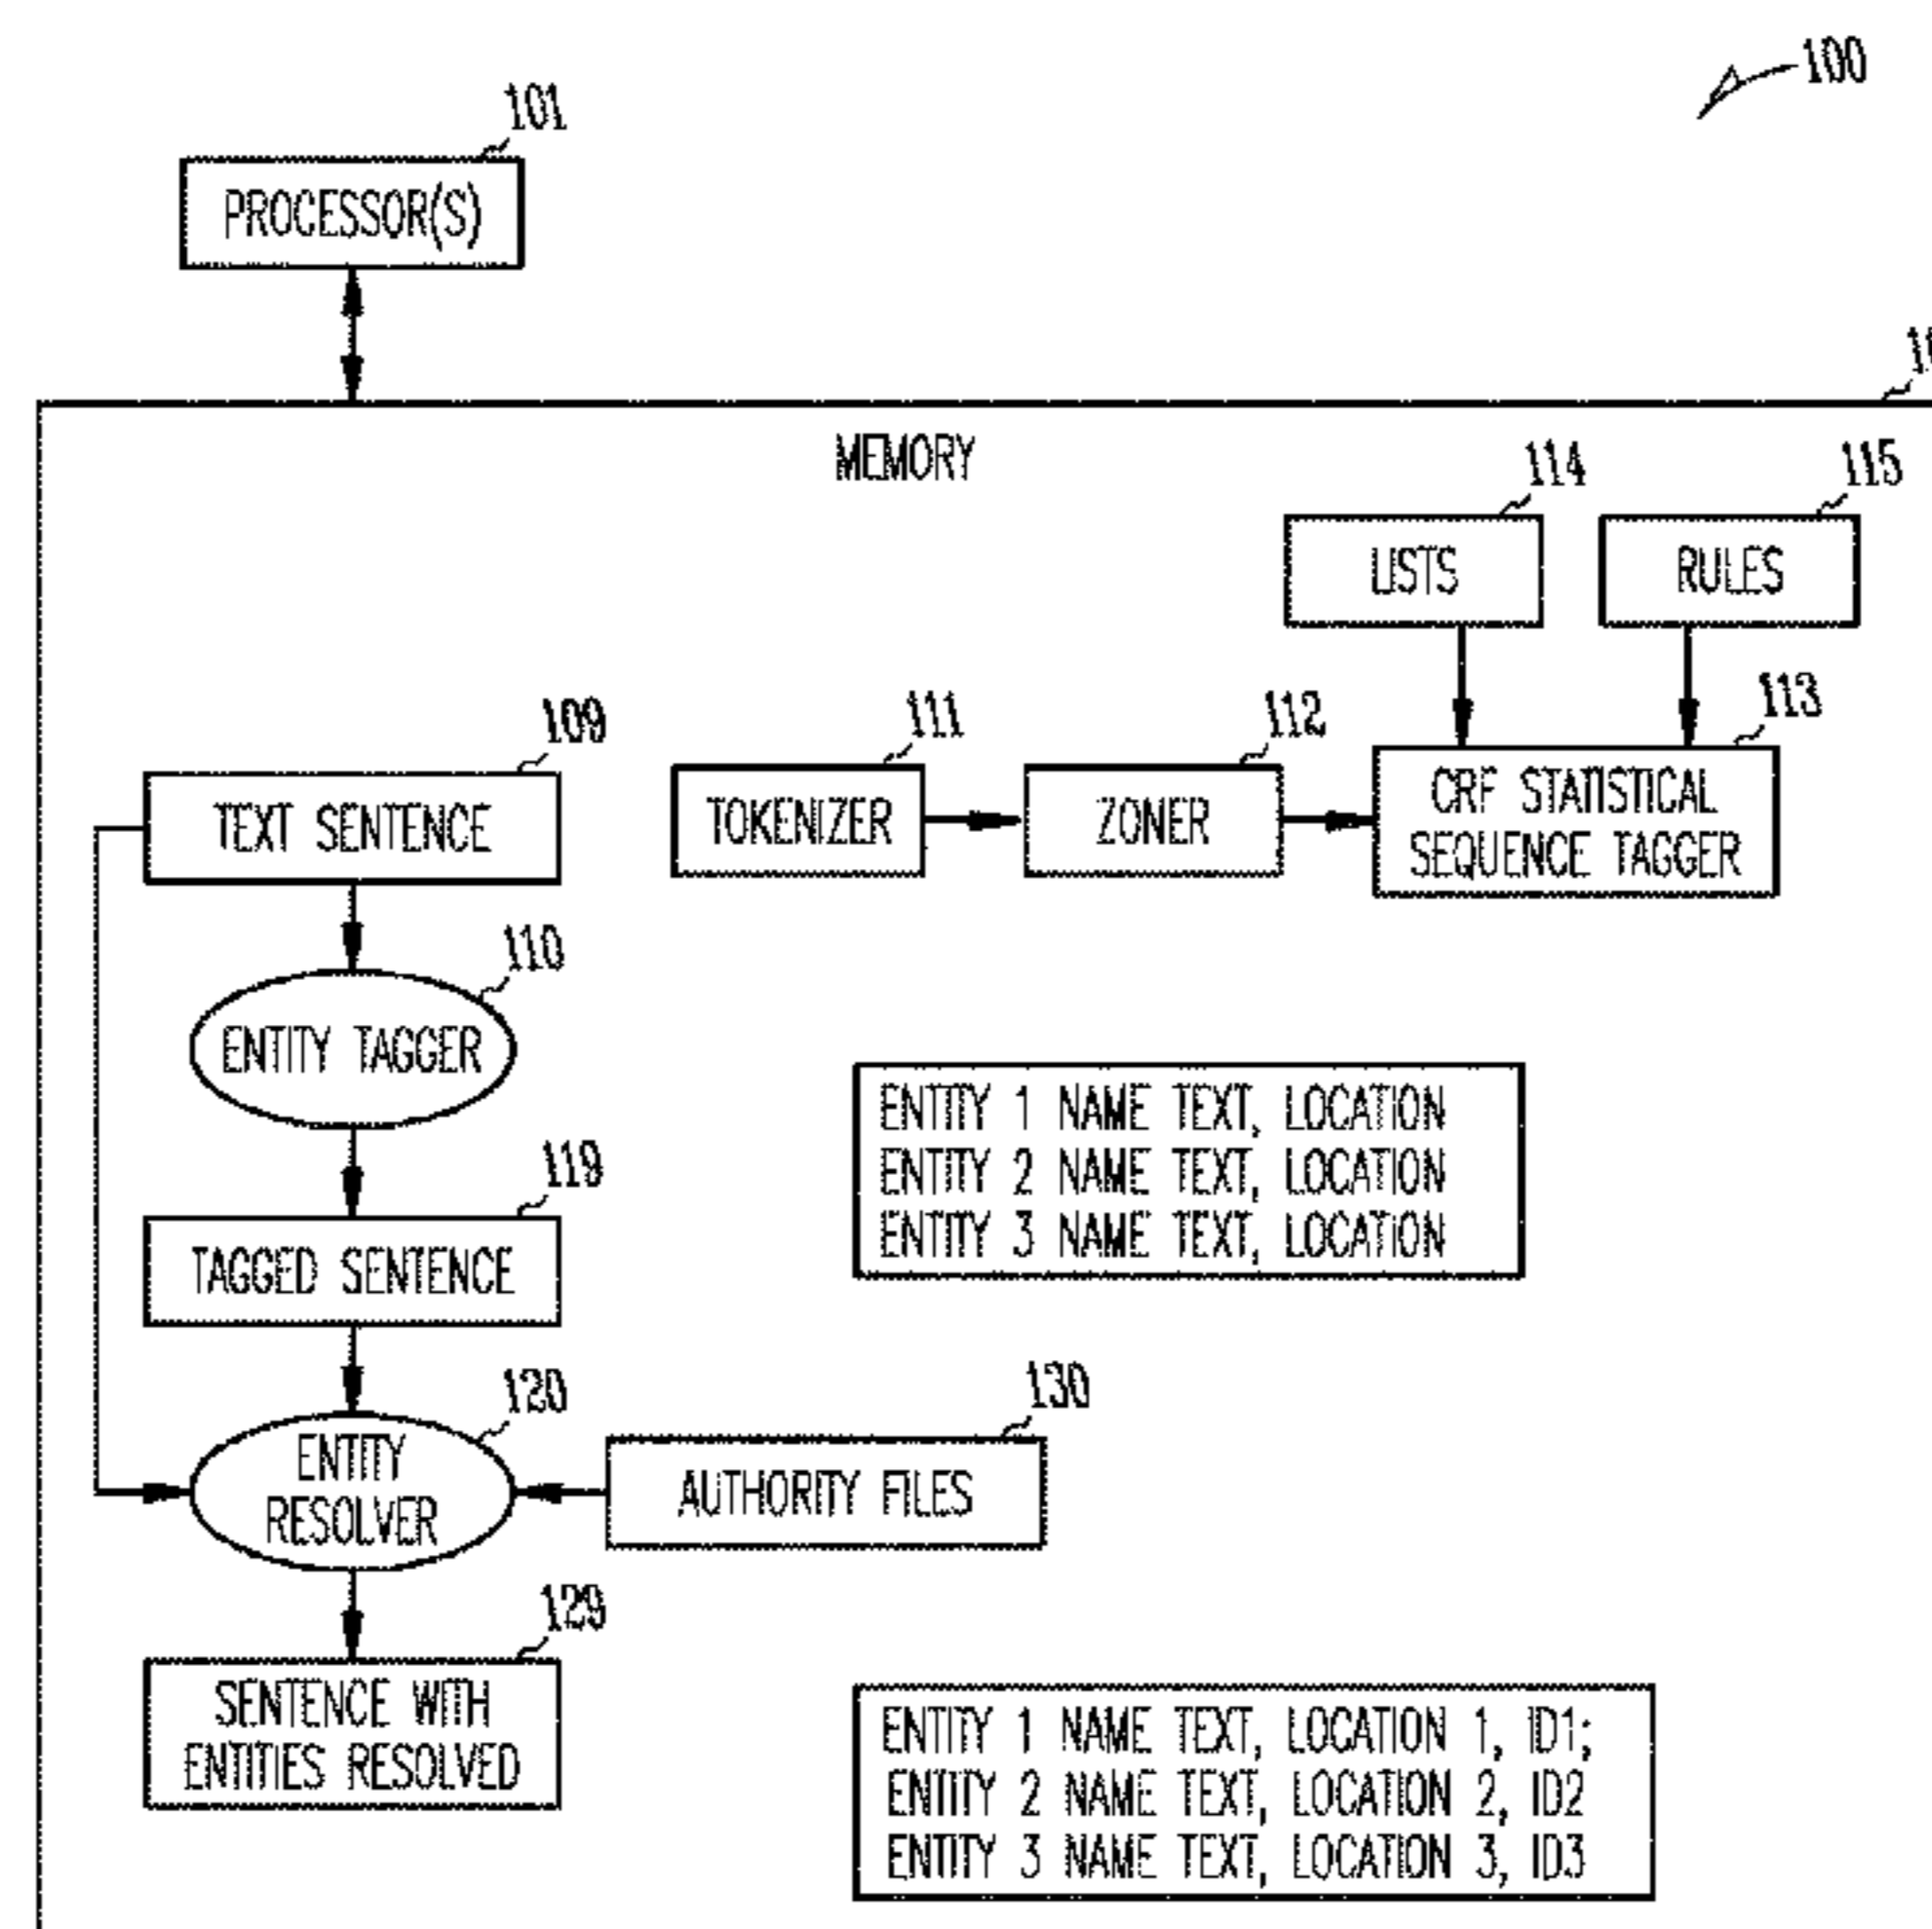 100
101
PROCESSOR(S)
MEMORY
114
115
LISTS
RULES
109
111
112
113
TEXT SENTENCE
TOKENIZER
ZONER
CRF STATISTICAL
SEQUENCE TAGGER
110
ENTITY TAGGER
ENTITY 1 NAME TEXT, LOCATION
ENTITY 2 NAME TEXT, LOCATION
ENTITY 3 NAME TEXT, LOCATION
119
TAGGED SENTENCE
120
130
ENTITY
RESOLVER
AUTHORITY FILES
129
SENTENCE WITH
ENTITIES RESOLVED
ENTITY 1 NAME TEXT, LOCATION 1, ID1;
ENTITY 2 NAME TEXT, LOCATION 2, ID2
ENTITY 3 NAME TEXT, LOCATION 3, ID3